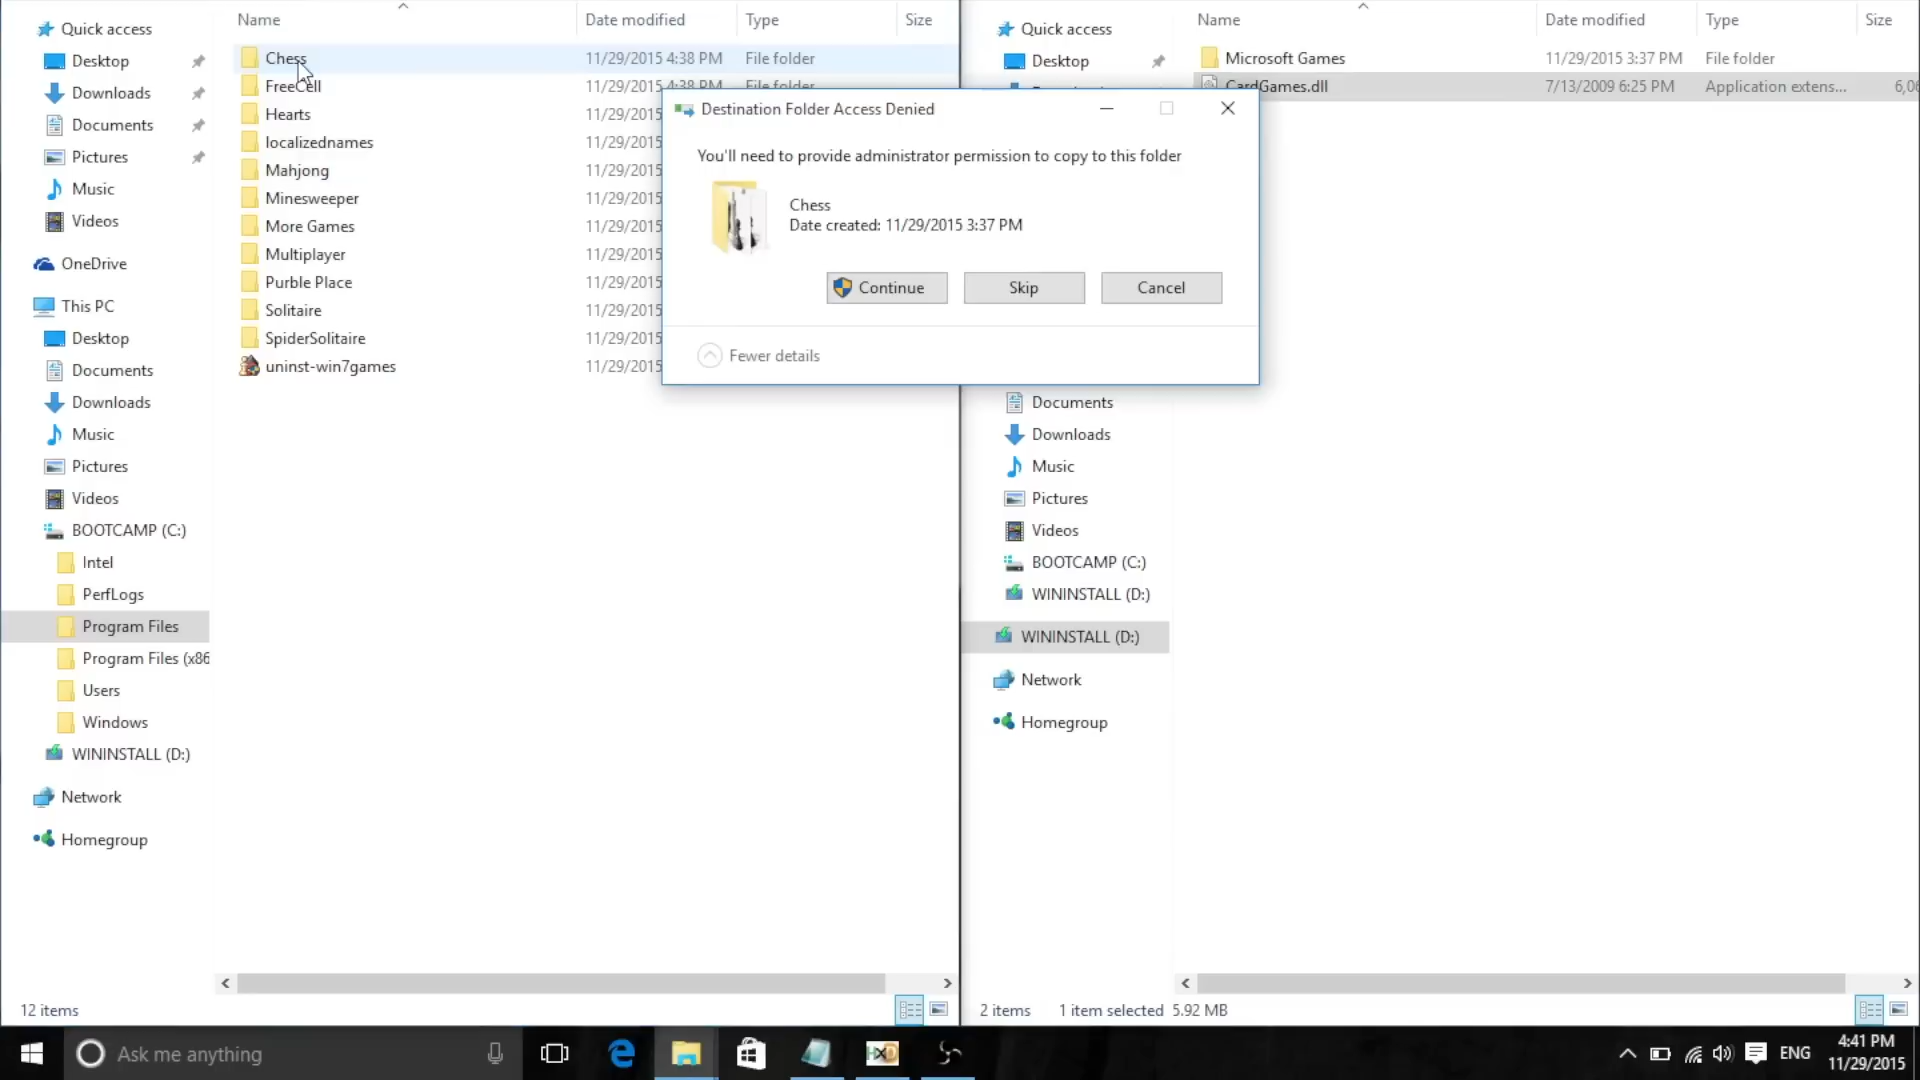 Name Date modified Type Size
Quick access
Desktop
Downloads
Documents
Pictures
Music
Videos
OneDrive
This PC
Desktop
Documents
Downloads
Music
Pictures
Videos
BOOTCAMP (C:)
Intel
PerfLogs
Program Files
Program Files (x86
Users
Windows
WININSTALL (D:)
Network
Homegroup
Chess 11/29/2015 4:38 PM File folder
FreeCell 11/29/2015 4:38 PM File folder
Hearts 11/29/2015
localizednames 11/29/2015
Mahjong 11/29/2015
Minesweeper 11/29/2015
More Games 11/29/2015
Multiplayer 11/29/2015
Purble Place 11/29/2015
Solitaire 11/29/2015
SpiderSolitaire 11/29/2015
uninst-win7games 11/29/2015
12 items
Destination Folder Access Denied
You'll need to provide administrator permission to copy to this folder
Chess
Date created: 11/29/2015 3:37 PM
Continue Skip Cancel
Fewer details
Name Date modified Type Size
Quick access
Desktop
Documents
Downloads
Music
Pictures
Videos
BOOTCAMP (C:)
WININSTALL (D:)
WININSTALL (D:)
Network
Homegroup
Microsoft Games 11/29/2015 3:37 PM File folder
CardGames.dll 7/13/2009 6:25 PM Application extens...
2 items 1 item selected 5.92 MB
Ask me anything
HXD
ENG
4:41 PM
11/29/2015